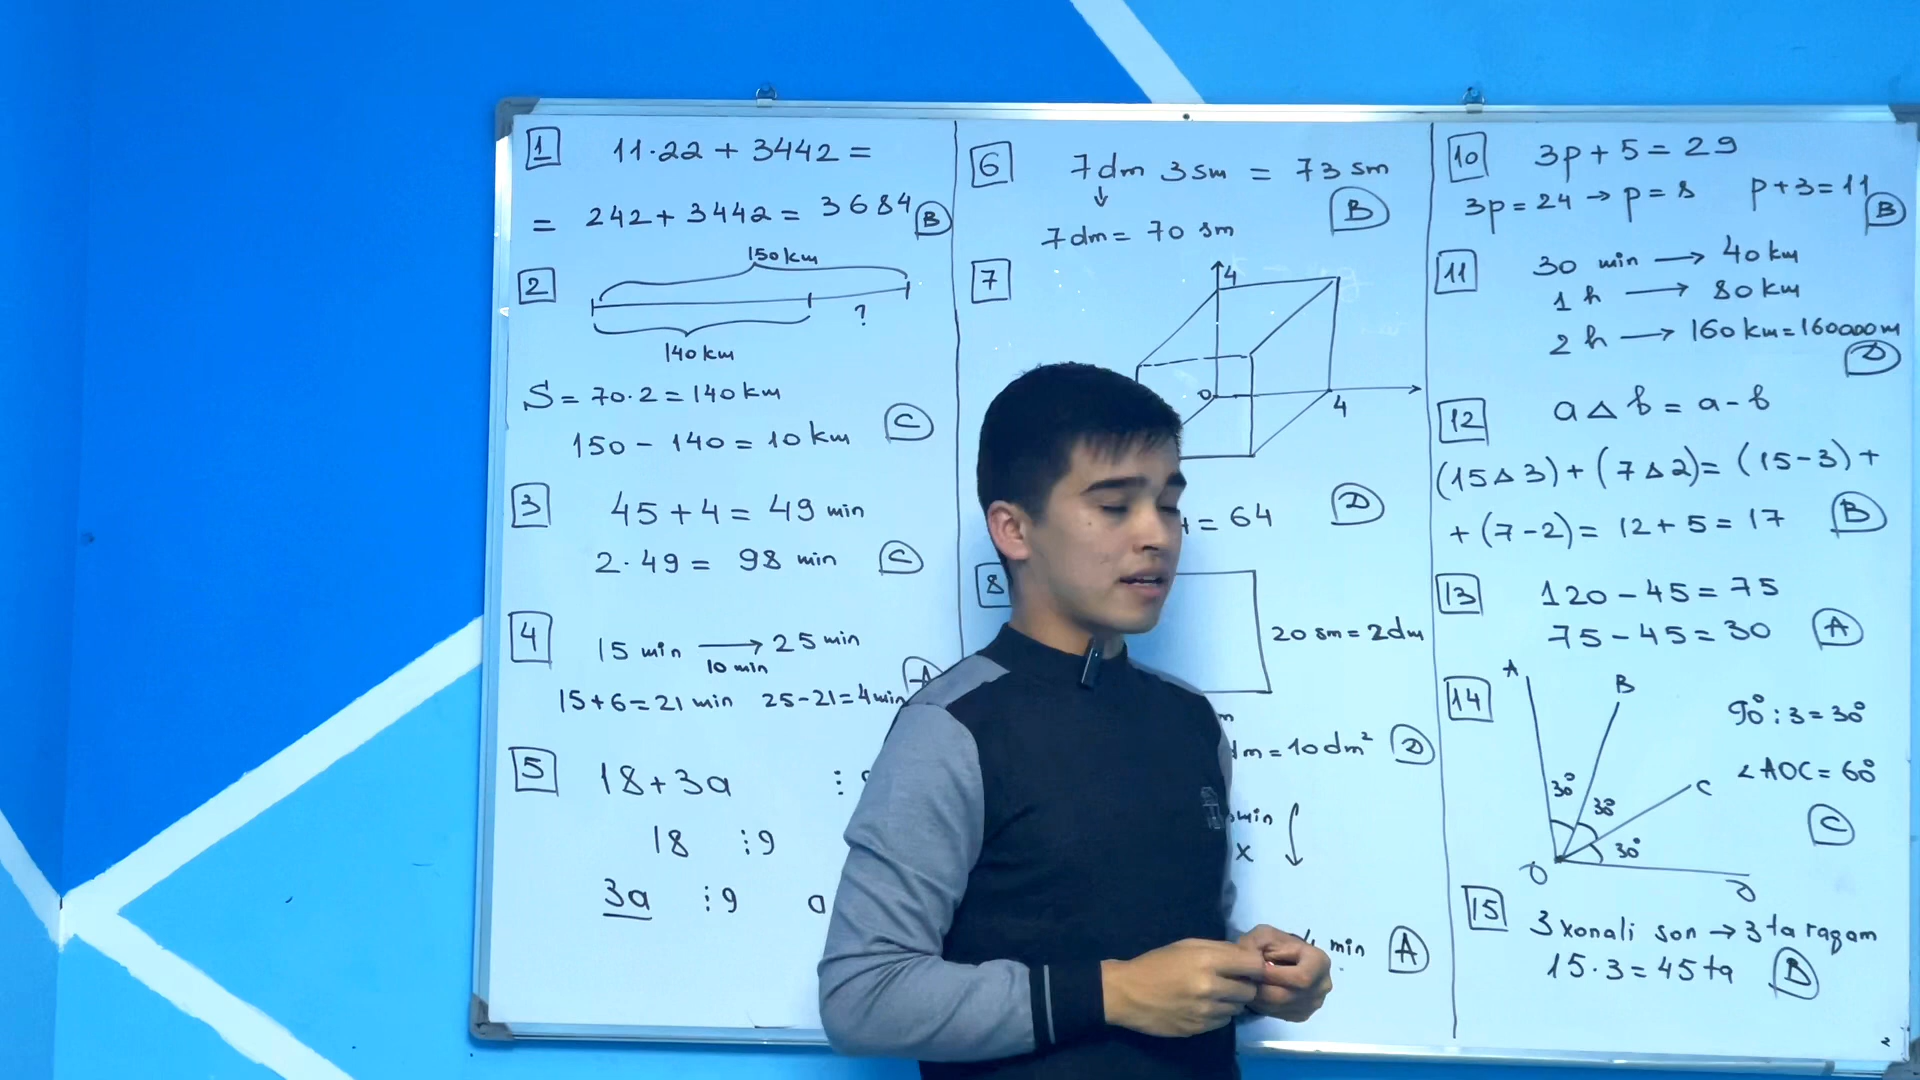 1 11·22 + 3442 =
= 242 + 3442 = 3684 B
2 150 km
?
140 km
S = 70·2 = 140 km
150 - 140 = 10 km C
3 45 + 4 = 49 min
2·49 = 98 min C
4 15 min → 25 min
10 min
15 + 6 = 21 min 25 - 21 = 4 min A
5 18 + 3a ⋮
18 ⋮ 9
3a ⋮ 9 a
6 7 dm 3 sm = 73 sm
↓
7 dm = 70 sm B
7 4
0 4
= 64 D
8
20 sm = 2 dm
dm = 10 dm² D
min
x
min A
10 3p + 5 = 29
3p = 24 → p = 8 p + 3 = 11 B
11 30 min → 40 km
1 h → 80 km
2 h → 160 km = 160000 m
D
12 a △ b = a - b
(15 △ 3) + (7 △ 2) = (15 - 3) +
+ (7 - 2) = 12 + 5 = 17 B
13 120 - 45 = 75
75 - 45 = 30 A
14 A B
90° : 3 = 30°
∠AOC = 60°
C
30° 30° 30°
C
O D
15 3 xonali son → 3 ta raqam
15·3 = 45 ta B